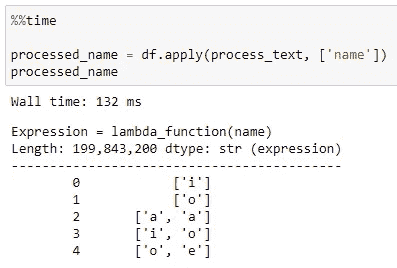 %%time
processed_name = df.apply(process_text, ['name'])
processed_name
Wall time: 132 ms
Expression = lambda_function(name)
Length: 199,843,200 dtype: str (expression)
------------------------------------------
0 ['i']
1 ['o']
2 ['a', 'a']
3 ['i', 'o']
4 ['o', 'e']